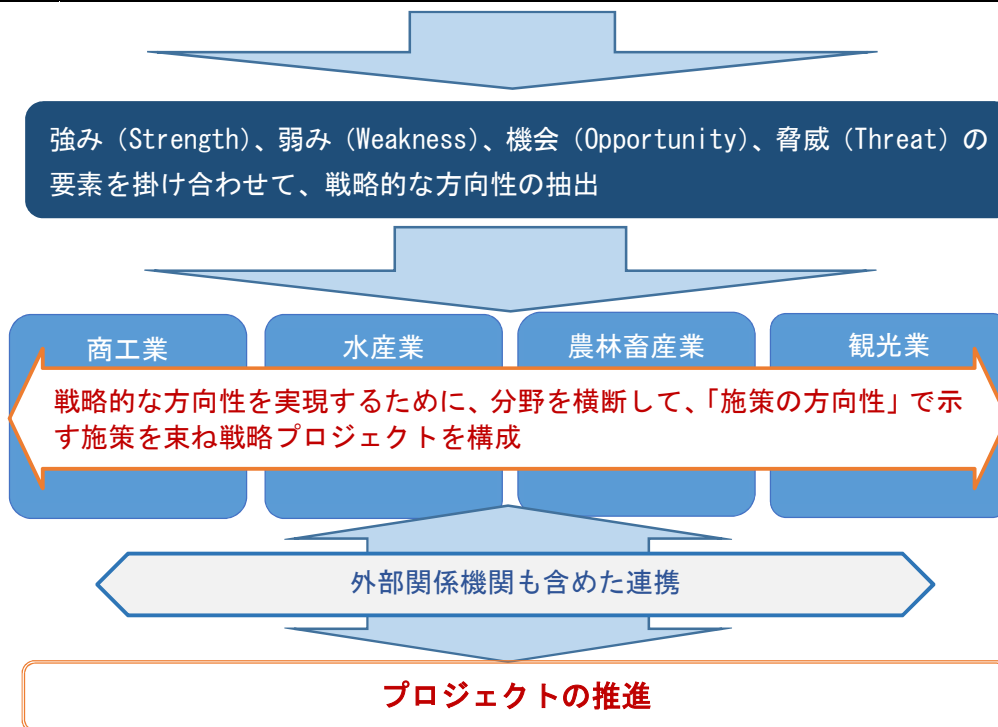 強み（Strength）、弱み（Weakness）、機会（Opportunity）、脅威（Threat）の
要素を掛け合わせて、戦略的な方向性の抽出
商工業
水産業
農林畜産業
観光業
戦略的な方向性を実現するために、分野を横断して、「施策の方向性」で示
す施策を束ね戦略プロジェクトを構成
外部関係機関も含めた連携
プロジェクトの推進